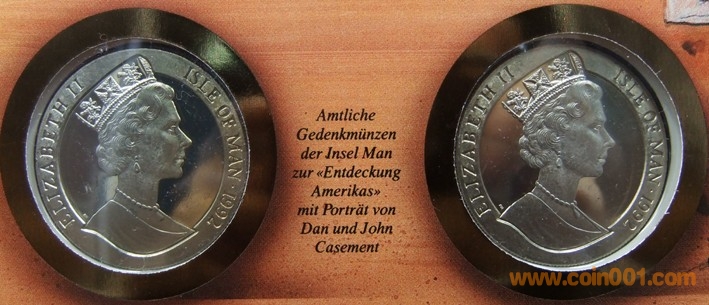 ELIZABETH II
ISLE OF MAN · 1992
Amtliche
Gedenkmünzen
der Insel Man
zur «Entdeckung
Amerikas»
mit Porträt von
Dan und John
Casement
ELIZABETH II
ISLE OF MAN · 1992
www.coin001.com